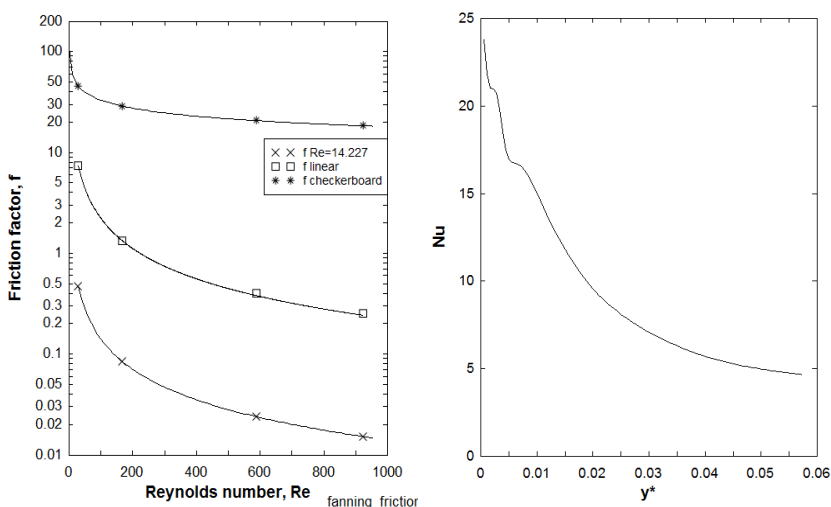 200
100
50
30
20
10
5
3
2
1
0.5
0.3
0.2
0.1
0.05
0.03
0.02
0.01
Friction factor, f
f Re=14.227
f linear
f checkerboard
0 200 400 600 800 1000
Reynolds number, Re
fanning_friction
25
20
15
10
5
0
Nu
0 0.01 0.02 0.03 0.04 0.05 0.06
y*